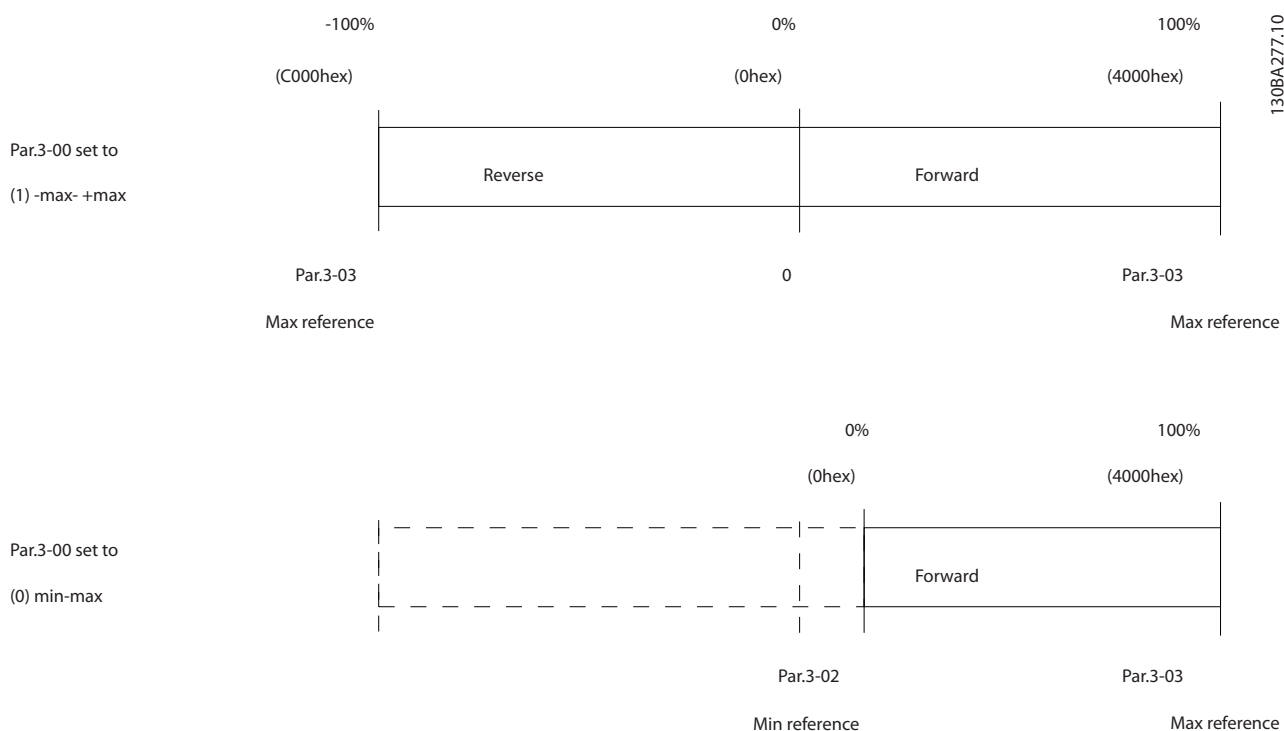 -100%
0%
100%
130BA277.10
(C000hex)
(0hex)
(4000hex)
Par.3-00 set to
(1) -max- +max
Reverse
Forward
Par.3-03
0
Par.3-03
Max reference
Max reference
0%
100%
(0hex)
(4000hex)
Par.3-00 set to
(0) min-max
Forward
Par.3-02
Par.3-03
Min reference
Max reference